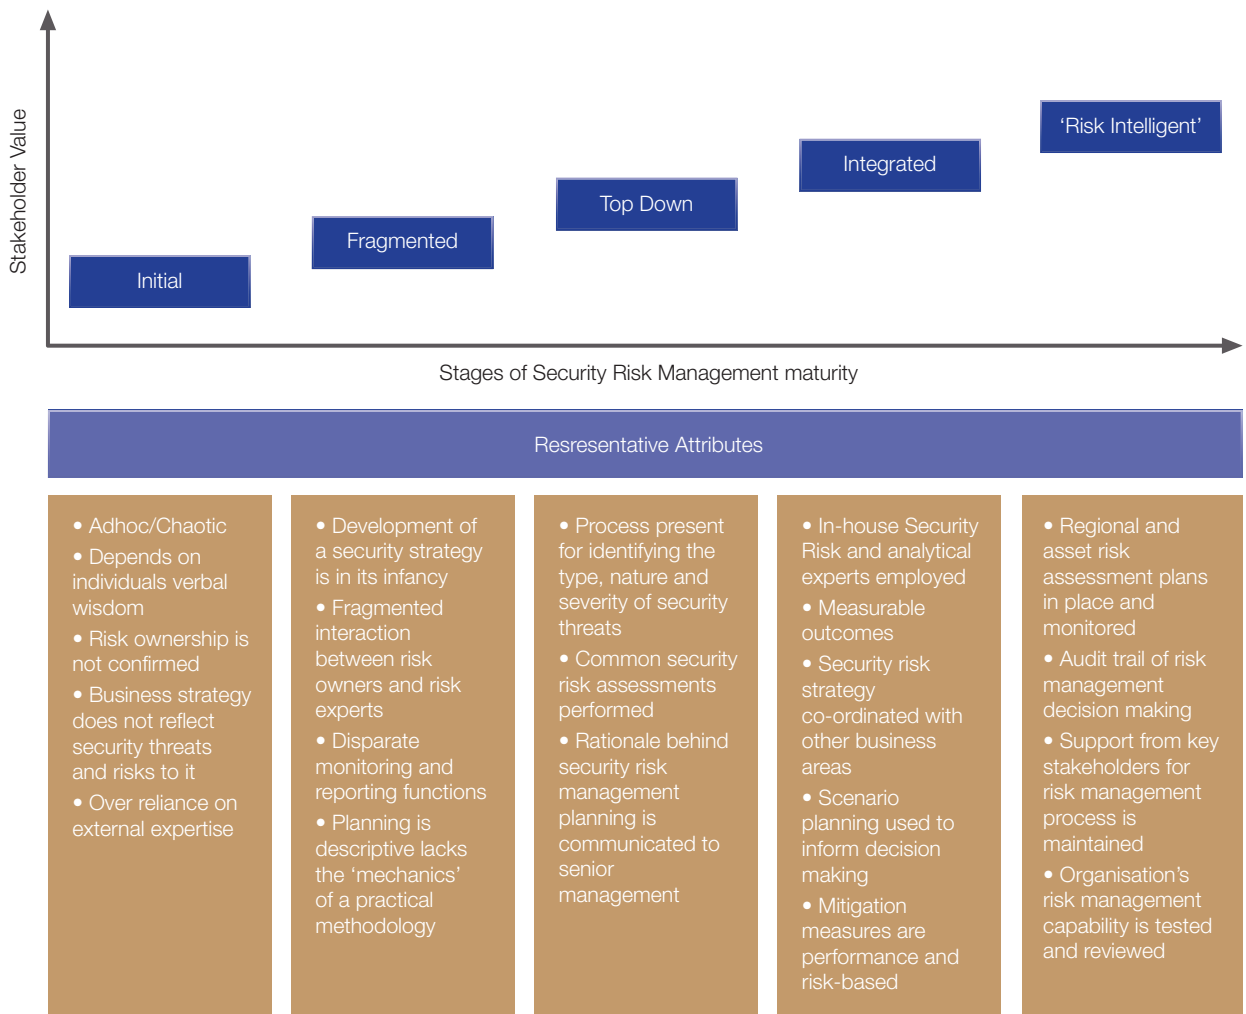 Stakeholder Value
Initial
Fragmented
Top Down
Integrated
‘Risk Intelligent’
Stages of Security Risk Management maturity
Resresentative Attributes
• Adhoc/Chaotic
• Depends on
individuals verbal
wisdom
• Risk ownership is
not confirmed
• Business strategy
does not reflect
security threats
and risks to it
• Over reliance on
external expertise
• Development of
a security strategy
is in its infancy
• Fragmented
interaction
between risk
owners and risk
experts
• Disparate
monitoring and
reporting functions
• Planning is
descriptive lacks
the ‘mechanics’
of a practical
methodology
• Process present
for identifying the
type, nature and
severity of security
threats
• Common security
risk assessments
performed
• Rationale behind
security risk
management
planning is
communicated to
senior
management
• In-house Security
Risk and analytical
experts employed
• Measurable
outcomes
• Security risk
strategy
co-ordinated with
other business
areas
• Scenario
planning used to
inform decision
making
• Mitigation
measures are
performance and
risk-based
• Regional and
asset risk
assessment plans
in place and
monitored
• Audit trail of risk
management
decision making
• Support from key
stakeholders for
risk management
process is
maintained
• Organisation’s
risk management
capability is tested
and reviewed